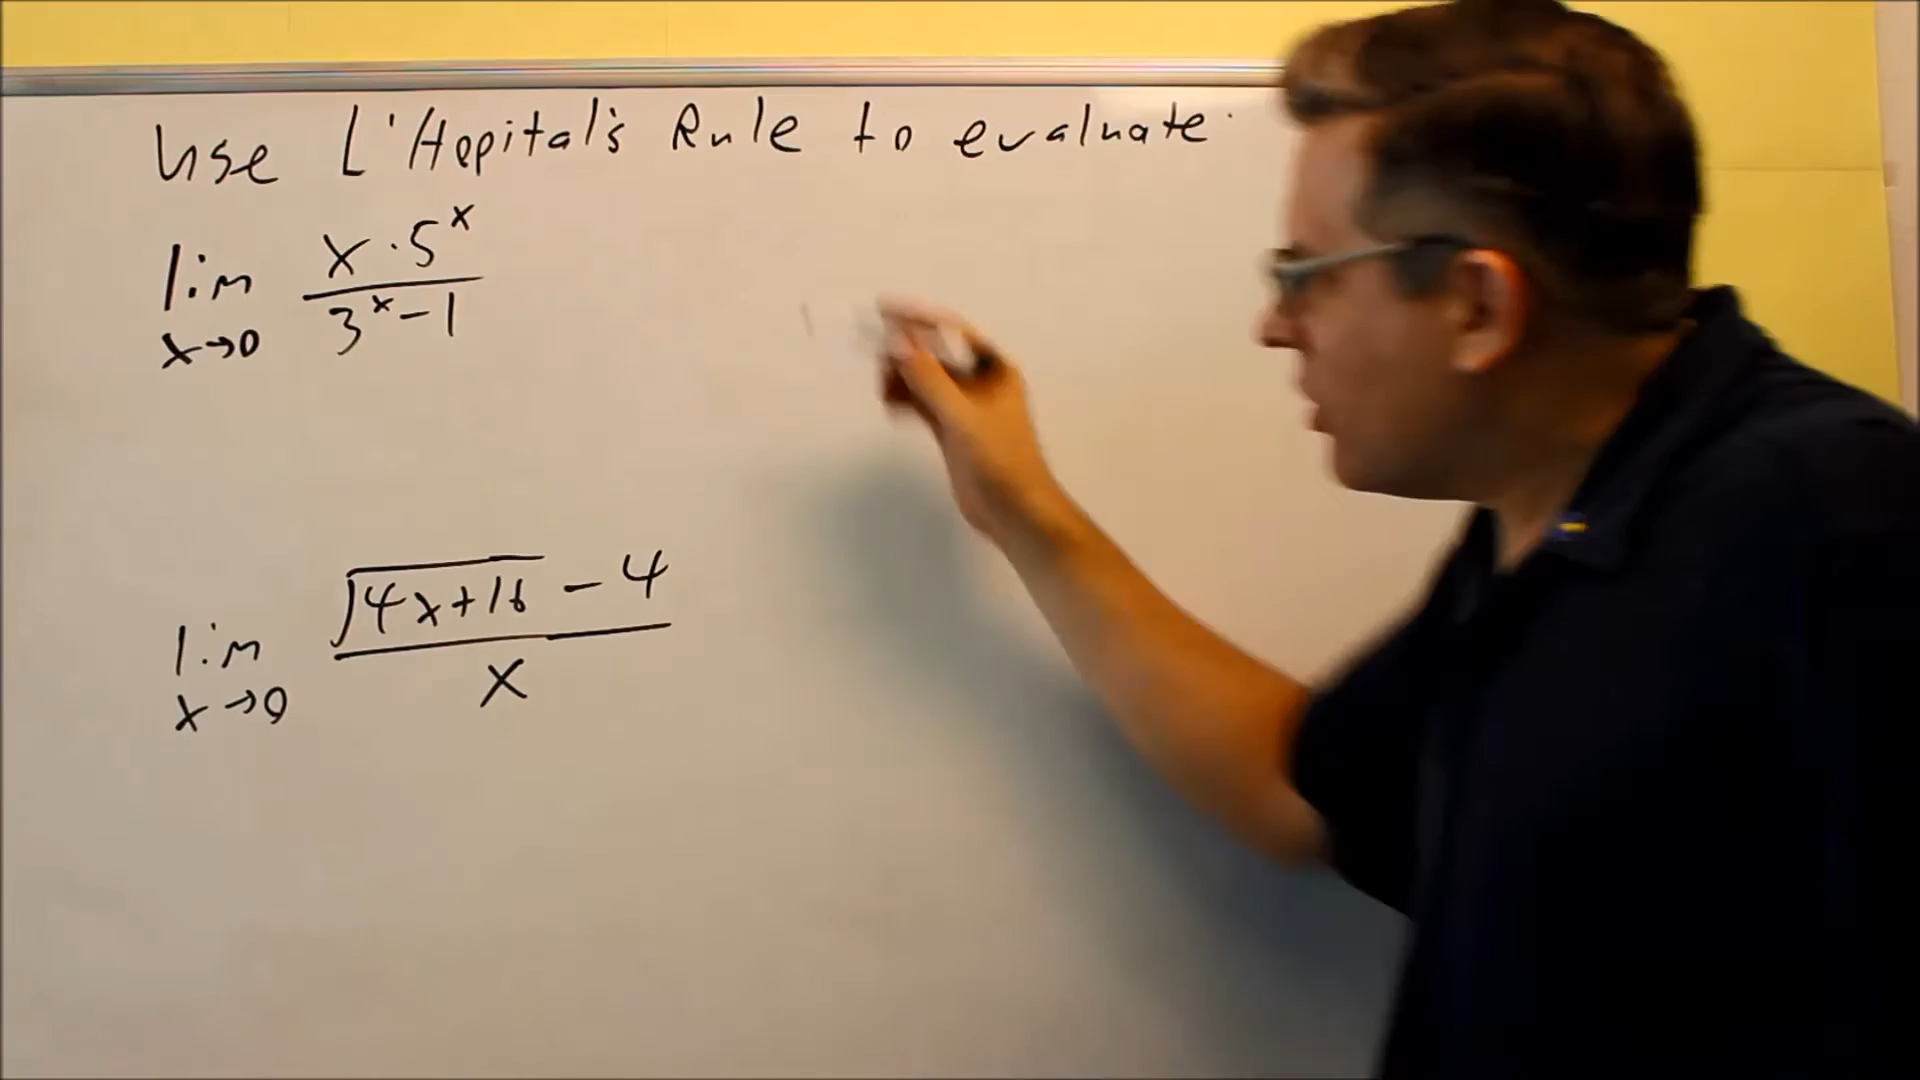 Use L'Hopital's Rule to evaluate.
lim x→0 x·5^x / 3^x-1
lim x→0 √4x+16 - 4 / x